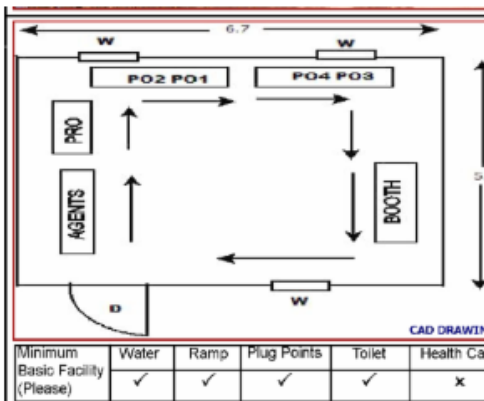 6.7
W
W
PO2 PO1
PO4 PO3
PRO
AGENTS
BOOTH
W
D
CAD DRAWIN
Minimum Basic Facility (Please)
Water
Ramp
Plug Points
Toilet
Health Ca
✓
✓
✓
✓
x